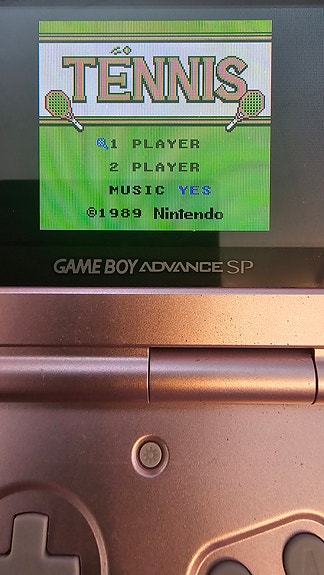 TENNIS
1 PLAYER
2 PLAYER
MUSIC YES
©1989 Nintendo
GAME BOY ADVANCE SP